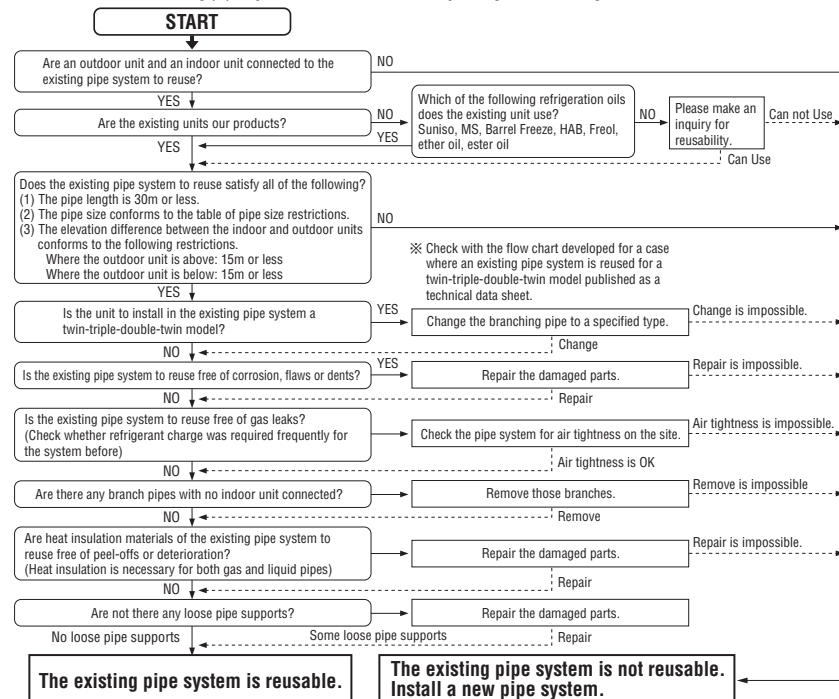 START
Are an outdoor unit and an indoor unit connected to the
existing pipe system to reuse?
NO
YES
Are the existing units our products?
NO
Which of the following refrigeration oils
does the existing unit use?
Suniso, MS, Barrel Freeze, HAB, Freol,
ether oil, ester oil
NO
Please make an
inquiry for
reusability.
Can not Use
YES
YES
Can Use
Does the existing pipe system to reuse satisfy all of the following?
(1) The pipe length is 30m or less.
(2) The pipe size conforms to the table of pipe size restrictions.
(3) The elevation difference between the indoor and outdoor units
conforms to the following restrictions.
Where the outdoor unit is above: 15m or less
Where the outdoor unit is below: 15m or less
NO
※ Check with the flow chart developed for a case
where an existing pipe system is reused for a
twin-triple-double-twin model published as a
technical data sheet.
YES
Is the unit to install in the existing pipe system a
twin-triple-double-twin model?
YES
Change the branching pipe to a specified type.
Change is impossible.
NO
Change
Is the existing pipe system to reuse free of corrosion, flaws or dents?
YES
Repair the damaged parts.
Repair is impossible.
NO
Repair
Is the existing pipe system to reuse free of gas leaks?
(Check whether refrigerant charge was required frequently for
the system before)
Check the pipe system for air tightness on the site.
Air tightness is impossible.
NO
Air tightness is OK
Are there any branch pipes with no indoor unit connected?
Remove those branches.
Remove is impossible
NO
Remove
Are heat insulation materials of the existing pipe system to
reuse free of peel-offs or deterioration?
(Heat insulation is necessary for both gas and liquid pipes)
Repair the damaged parts.
Repair is impossible.
NO
Repair
Are not there any loose pipe supports?
Repair the damaged parts.
No loose pipe supports
Some loose pipe supports
Repair
The existing pipe system is reusable.
The existing pipe system is not reusable.
Install a new pipe system.